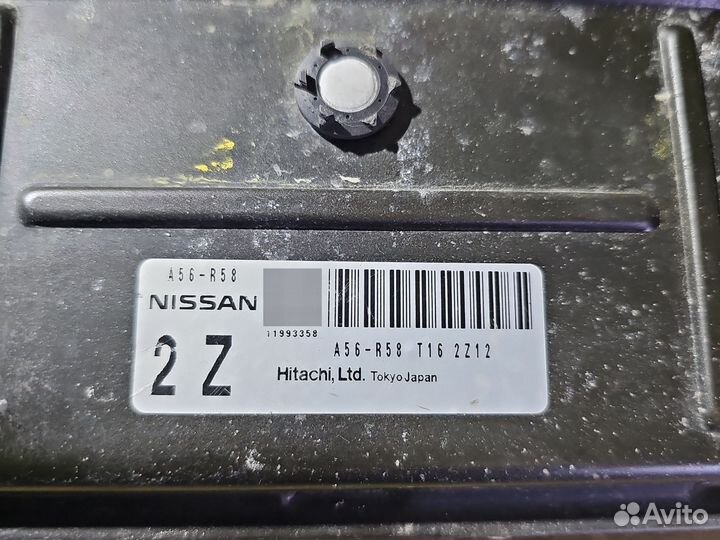 A56-R58
NISSAN
11993358
2 Z
A56-R58 T16 2Z12
Hitachi, Ltd. Tokyo Japan
Avito